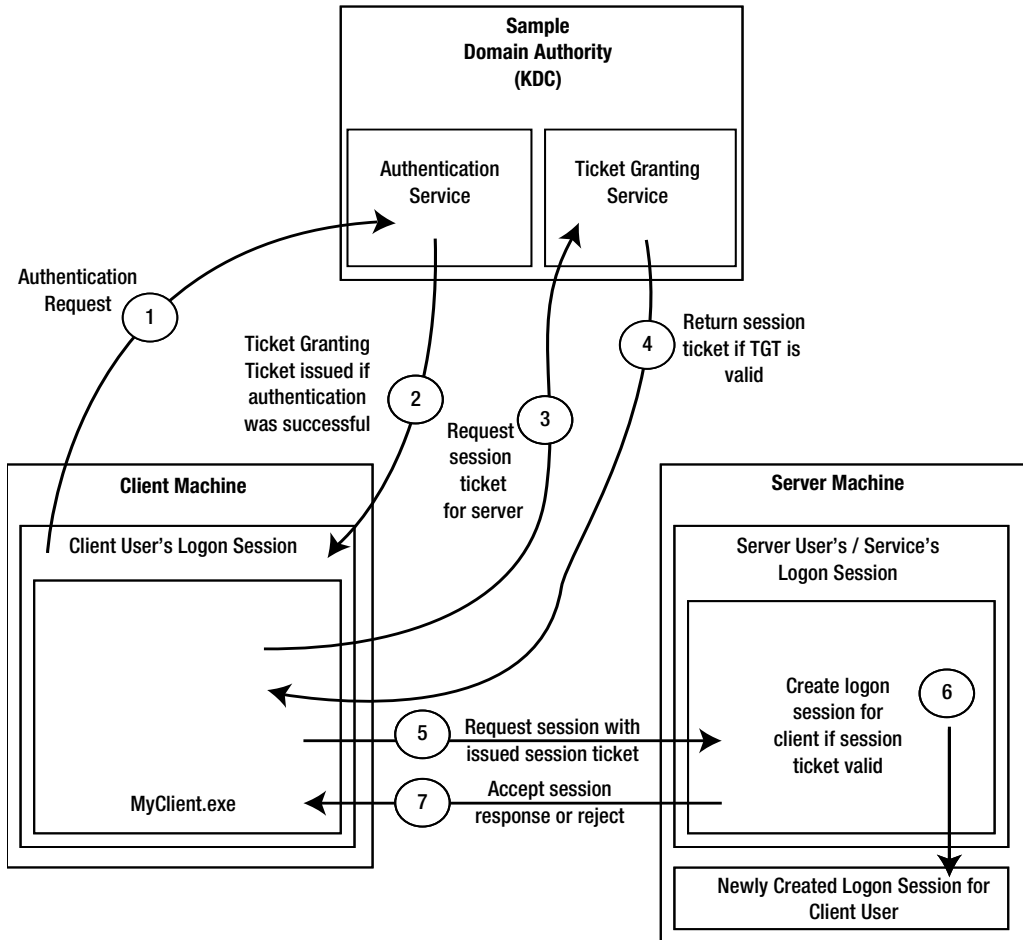 Sample
Domain Authority
(KDC)
Authentication
Service
Ticket Granting
Service
Authentication
Request
1
Ticket Granting
Ticket issued if
authentication
was successful
2
Request
session
ticket
for server
3
4
Return session
ticket if TGT is
valid
Client Machine
Client User's Logon Session
MyClient.exe
Server Machine
Server User's / Service's
Logon Session
5
Request session with
issued session ticket
Create logon
session for
client if session
ticket valid
6
7
Accept session
response or reject
Newly Created Logon Session for
Client User